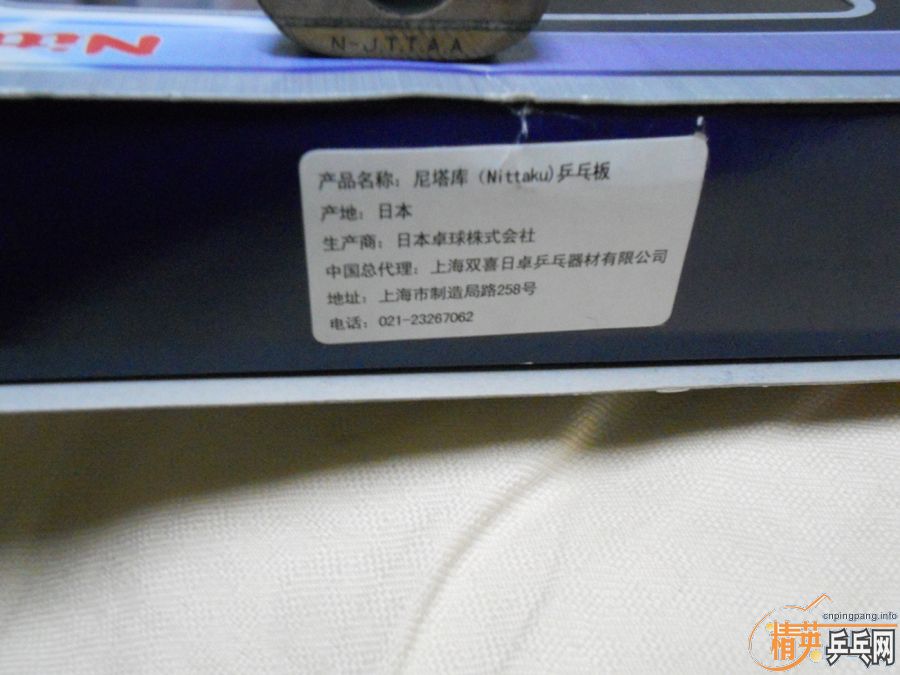 Nitt
N-J.T.T.A.A
产品名称：尼塔库（Nittaku)乒乓板
产地：日本
生产商：日本卓球株式会社
中国总代理：上海双喜日卓乒乓器材有限公司
地址：上海市制造局路258号
电话：021-23267062
cnpingpang.info
精英乒乓网